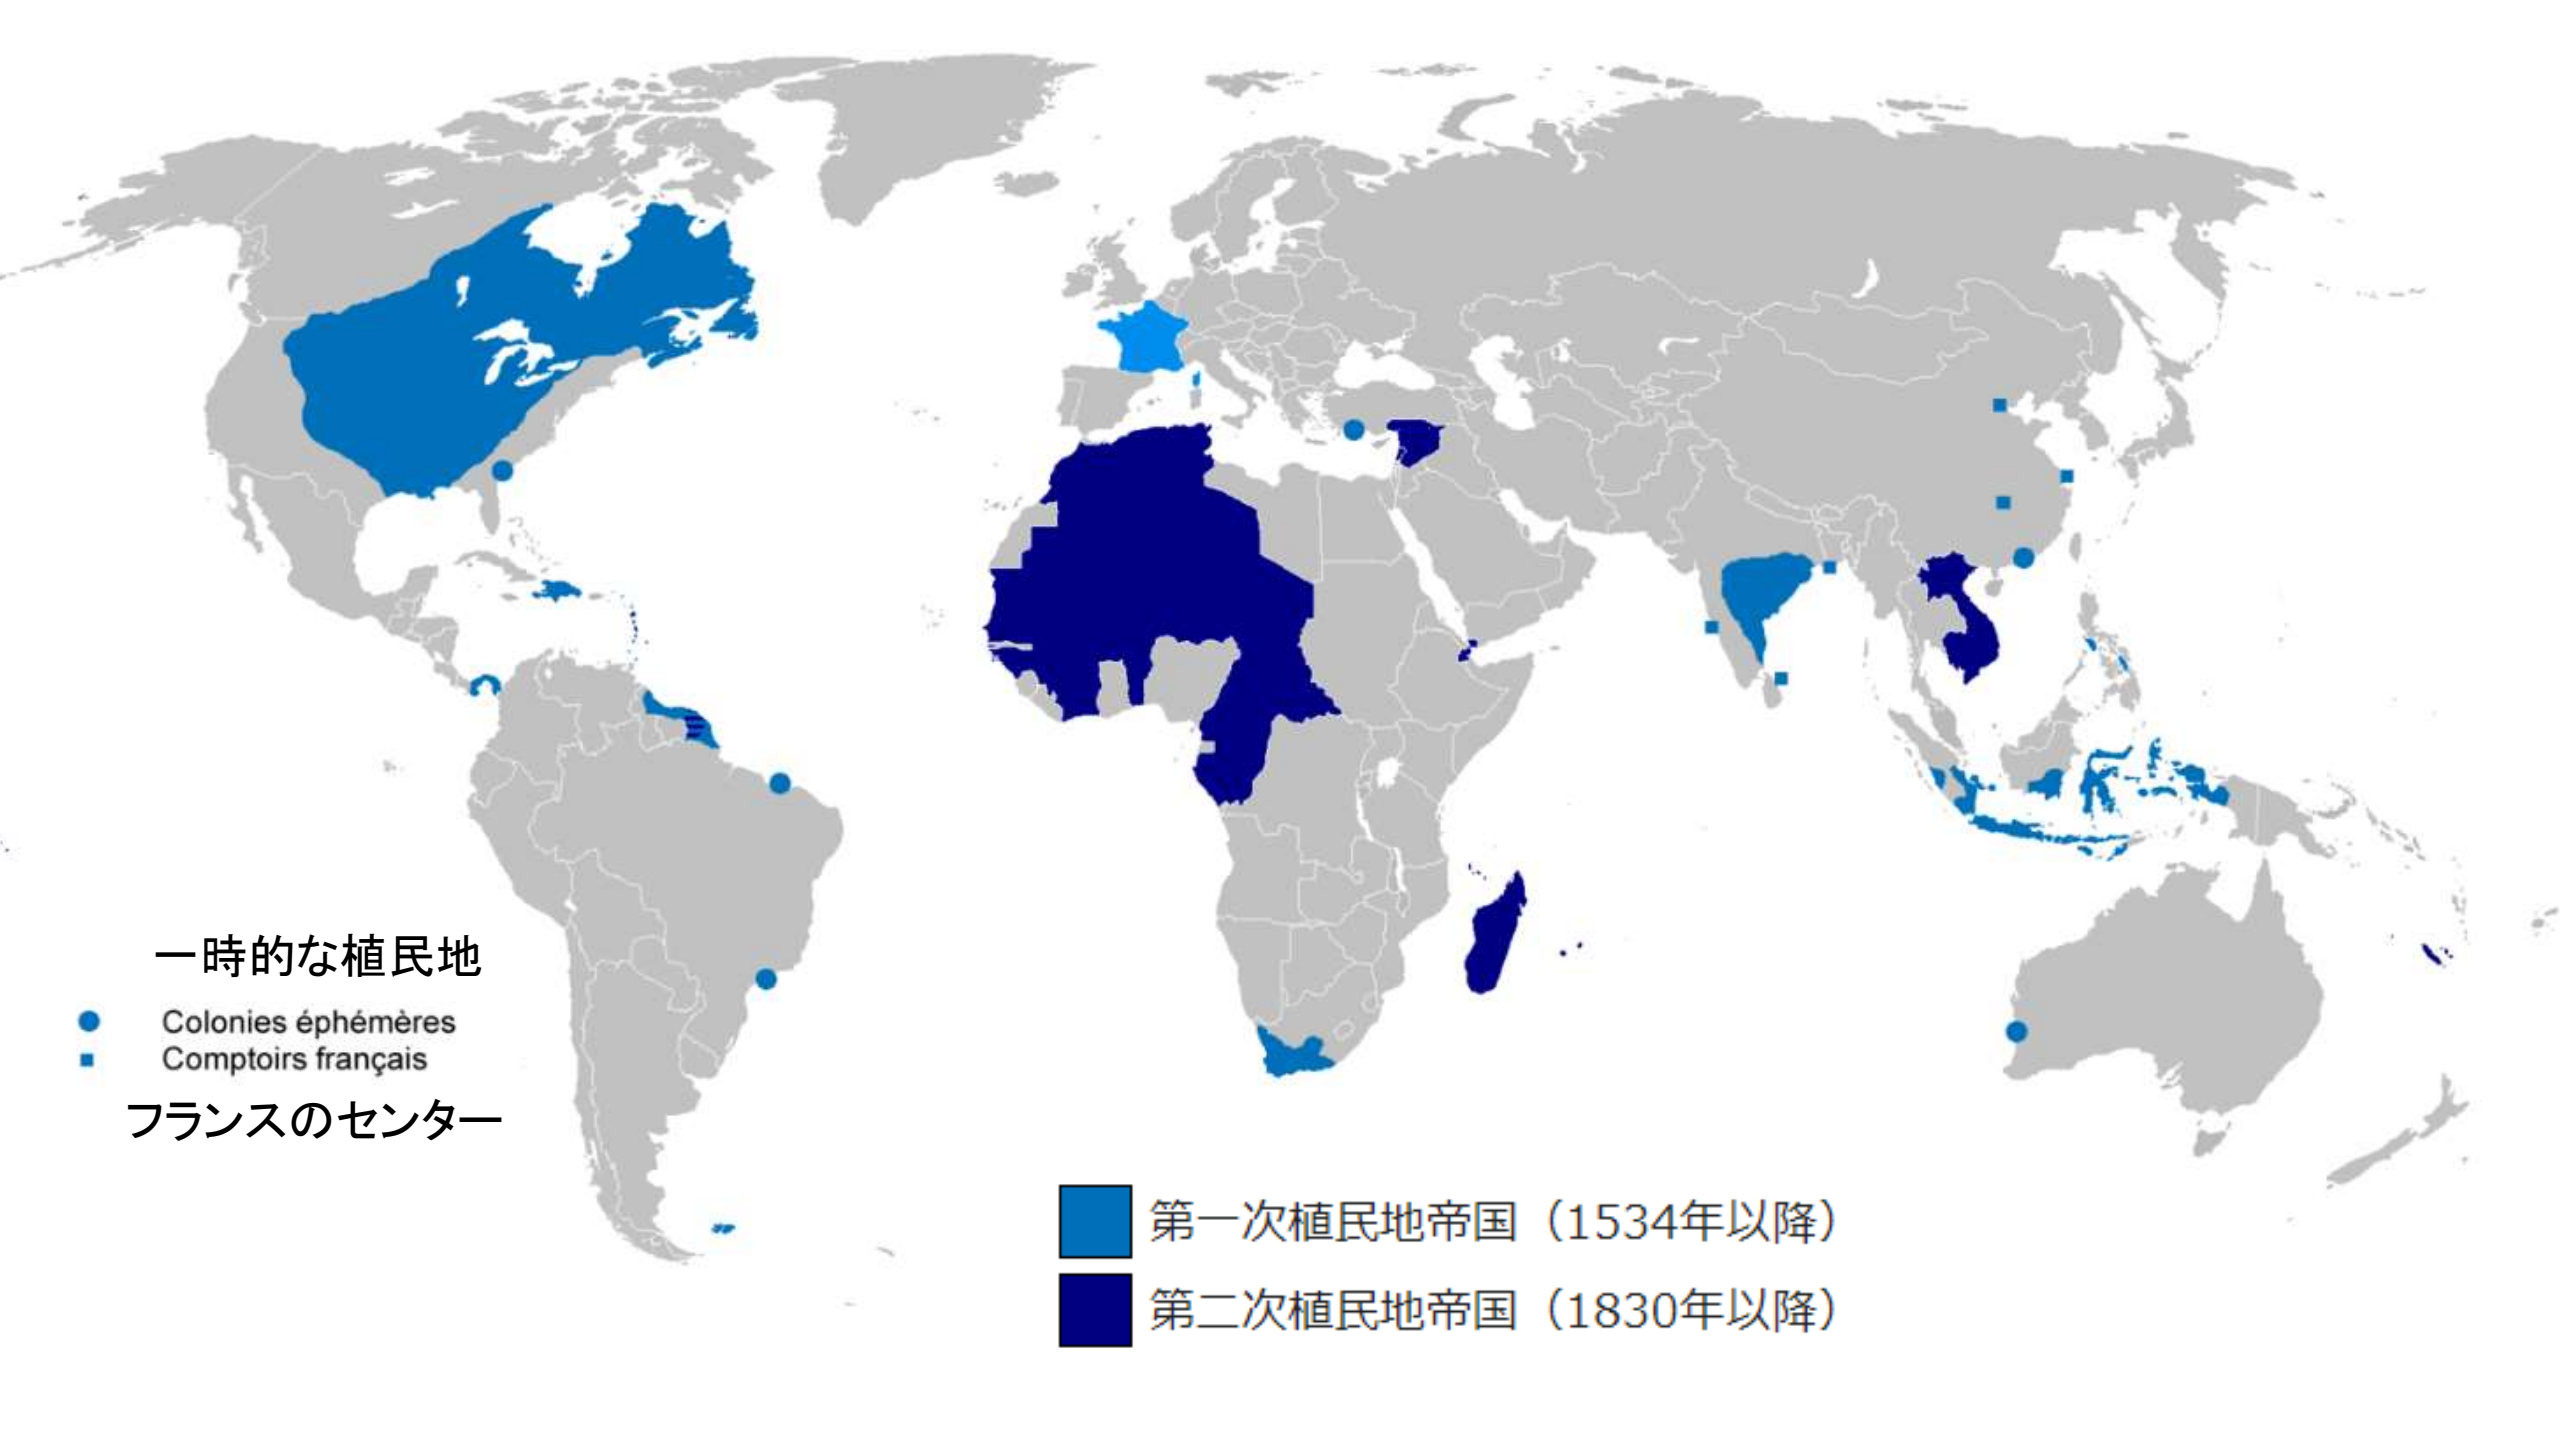 一時的な植民地
Colonies éphémères
Comptoirs français
フランスのセンター
第一次植民地帝国（1534年以降）
第二次植民地帝国（1830年以降）